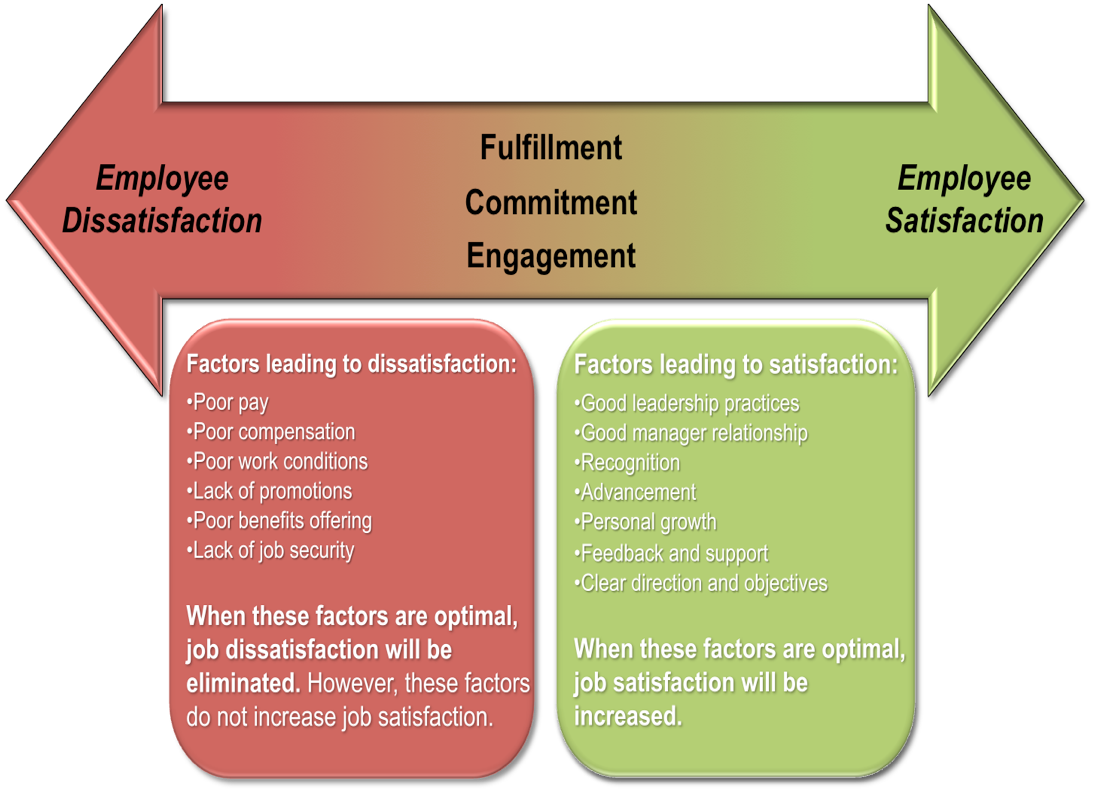 Employee
Dissatisfaction
Fulfillment
Commitment
Engagement
Employee
Satisfaction
Factors leading to dissatisfaction:
•Poor pay
•Poor compensation
•Poor work conditions
•Lack of promotions
•Poor benefits offering
•Lack of job security
When these factors are optimal,
job dissatisfaction will be
eliminated. However, these factors
do not increase job satisfaction.
Factors leading to satisfaction:
•Good leadership practices
•Good manager relationship
•Recognition
•Advancement
•Personal growth
•Feedback and support
•Clear direction and objectives
When these factors are optimal,
job satisfaction will be
increased.